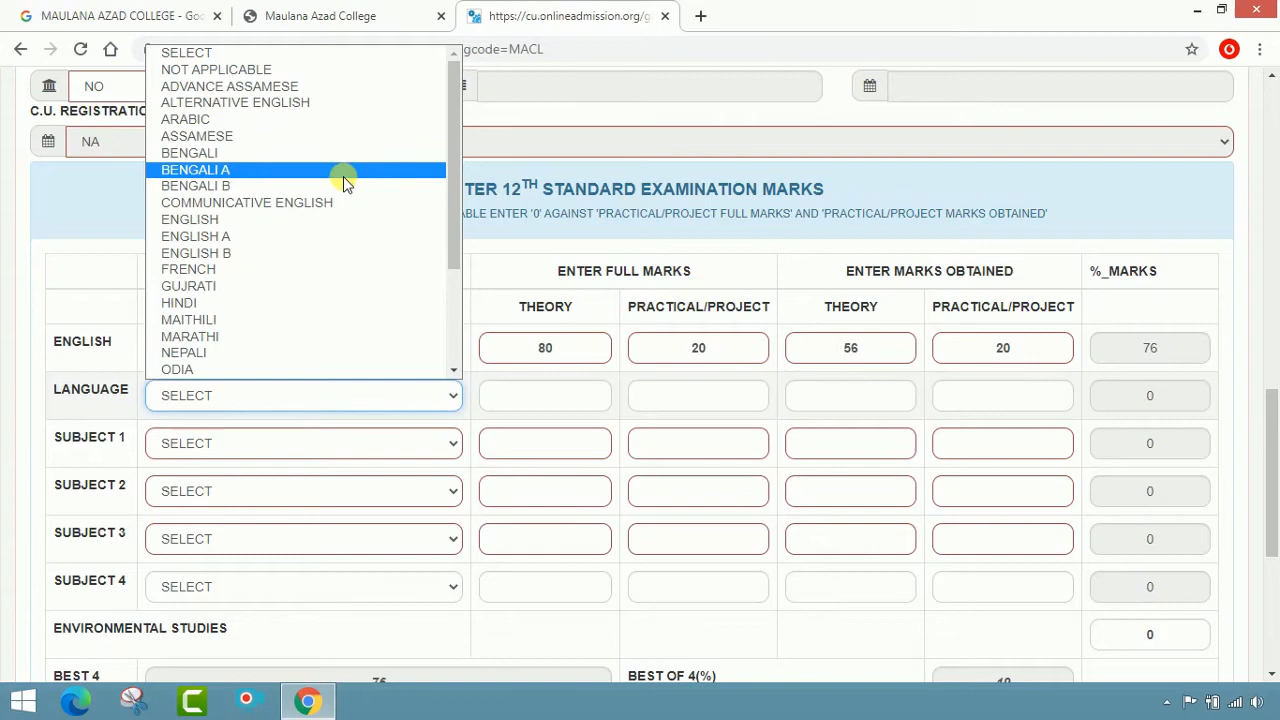 MAULANA AZAD COLLEGE - Goo
Maulana Azad College
https://cu.onlineadmission.org/g
gcode=MACL
SELECT
NOT APPLICABLE
ADVANCE ASSAMESE
ALTERNATIVE ENGLISH
ARABIC
ASSAMESE
BENGALI
BENGALI A
BENGALI B
COMMUNICATIVE ENGLISH
ENGLISH
ENGLISH A
ENGLISH B
FRENCH
GUJRATI
HINDI
MAITHILI
MARATHI
NEPALI
ODIA
NO
C.U. REGISTRATIO
NA
TER 12TH STANDARD EXAMINATION MARKS
ABLE ENTER '0' AGAINST 'PRACTICAL/PROJECT FULL MARKS' AND 'PRACTICAL/PROJECT MARKS OBTAINED'
ENTER FULL MARKS ENTER MARKS OBTAINED %_MARKS
THEORY PRACTICAL/PROJECT THEORY PRACTICAL/PROJECT
ENGLISH 80 20 56 20 76
LANGUAGE SELECT 0
SUBJECT 1 SELECT 0
SUBJECT 2 SELECT 0
SUBJECT 3 SELECT 0
SUBJECT 4 SELECT 0
ENVIRONMENTAL STUDIES 0
BEST 4 76 BEST OF 4(%) 19